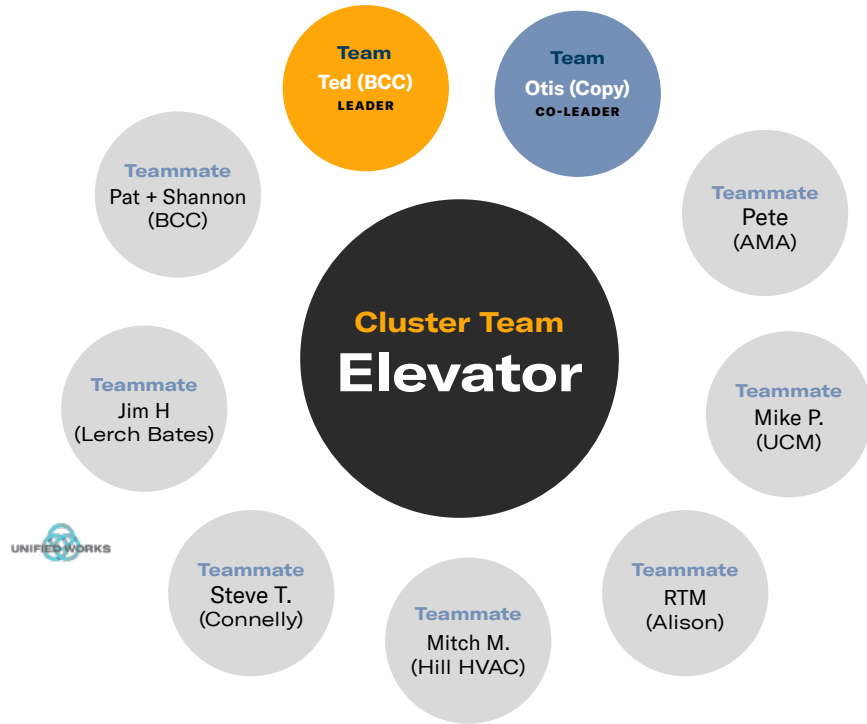 Team
Ted (BCC)
LEADER
Team
Otis (Copy)
CO-LEADER
Teammate
Pat + Shannon
(BCC)
Teammate
Pete
(AMA)
Cluster Team
Elevator
Teammate
Jim H
(Lerch Bates)
Teammate
Mike P.
(UCM)
UNIFIED WORKS
Teammate
Steve T.
(Connelly)
Teammate
Mitch M.
(Hill HVAC)
Teammate
RTM
(Alison)